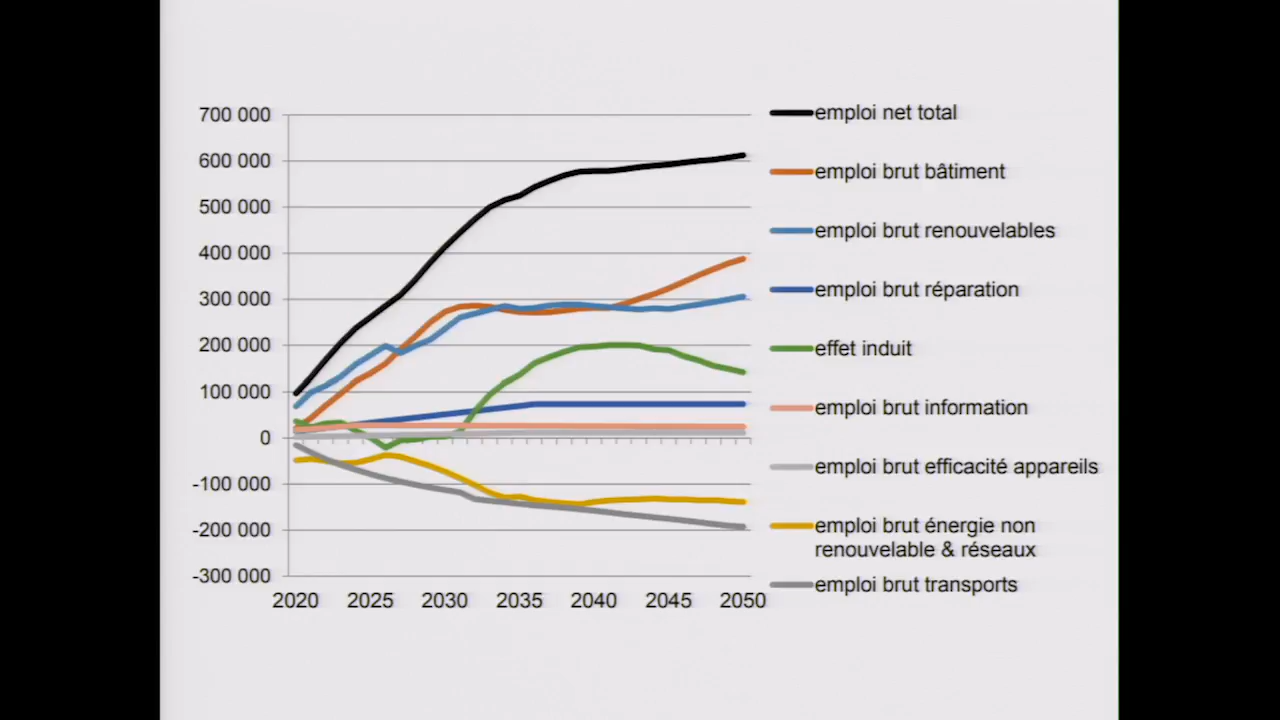 700 000
600 000
500 000
400 000
300 000
200 000
100 000
0
-100 000
-200 000
-300 000
2020 2025 2030 2035 2040 2045 2050
emploi net total
emploi brut bâtiment
emploi brut renouvelables
emploi brut réparation
effet induit
emploi brut information
emploi brut efficacité appareils
emploi brut énergie non
renouvelable & réseaux
emploi brut transports